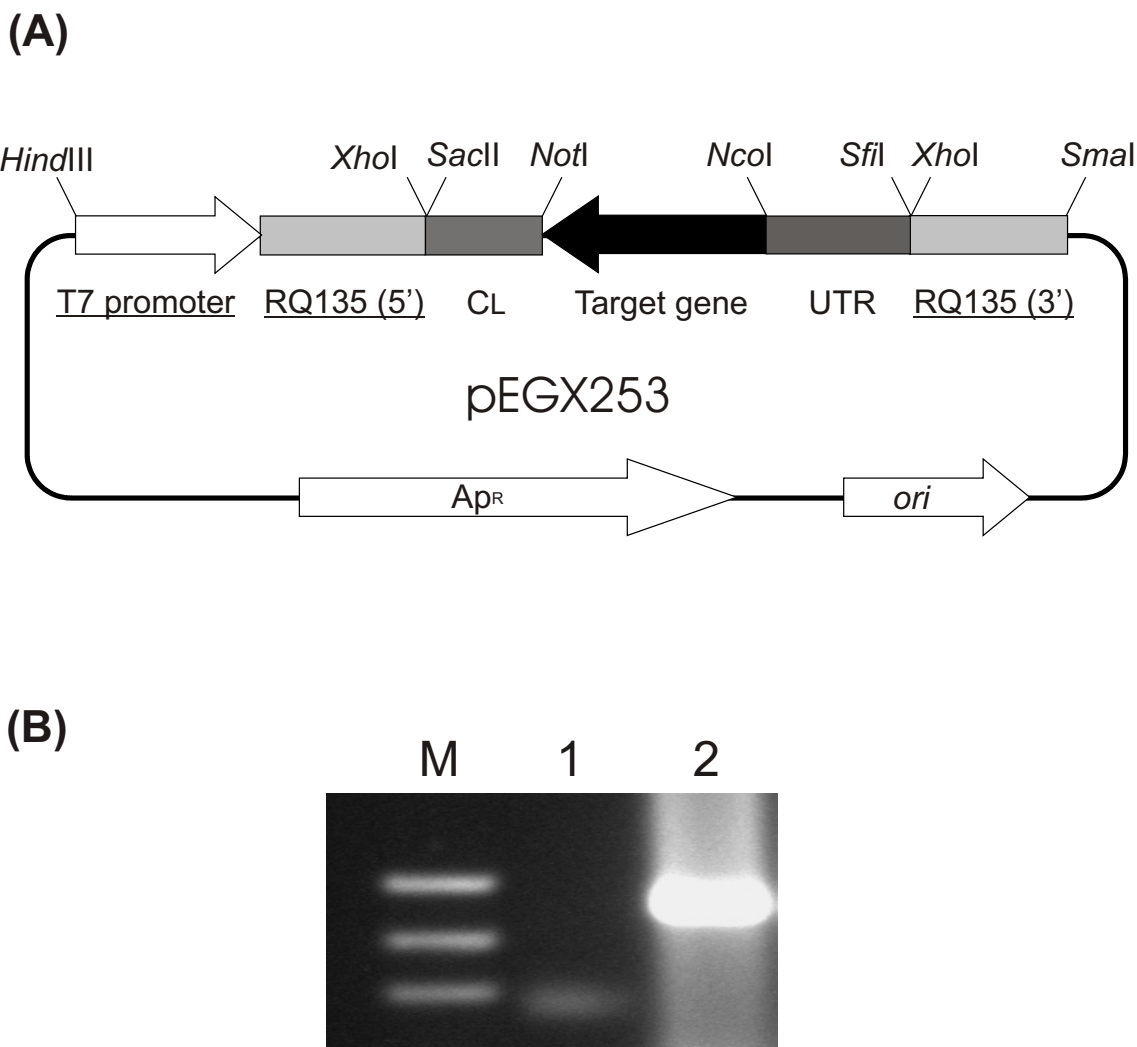 (A)
HindIII XhoI SacII NotI NcoI SfiI XhoI SmaI
T7 promoter RQ135 (5’) CL Target gene UTR RQ135 (3’)
pEGX253
ApR ori
(B)
M 1 2